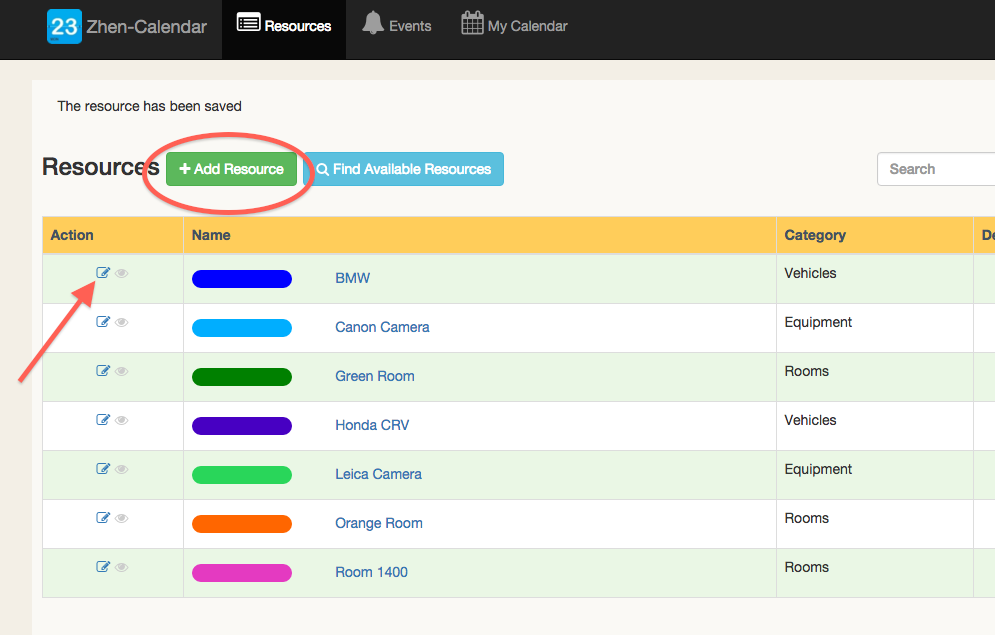 23 Zhen-Calendar Resources Events My Calendar
The resource has been saved
Resources + Add Resource Find Available Resources Search
Action Name Category
BMW Vehicles
Canon Camera Equipment
Green Room Rooms
Honda CRV Vehicles
Leica Camera Equipment
Orange Room Rooms
Room 1400 Rooms